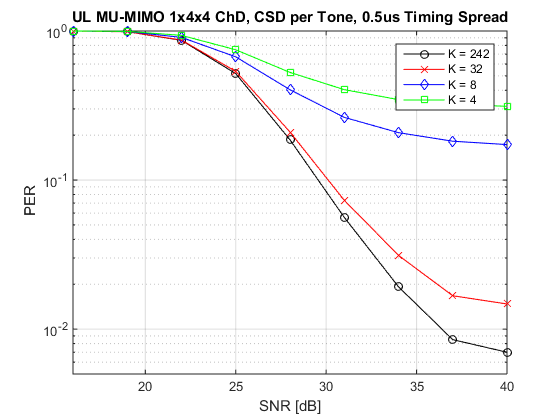 UL MU-MIMO 1x4x4 ChD, CSD per Tone, 0.5us Timing Spread
10^0
K = 242
K = 32
K = 8
K = 4
10^-1
PER
10^-2
20 25 30 35 40
SNR [dB]